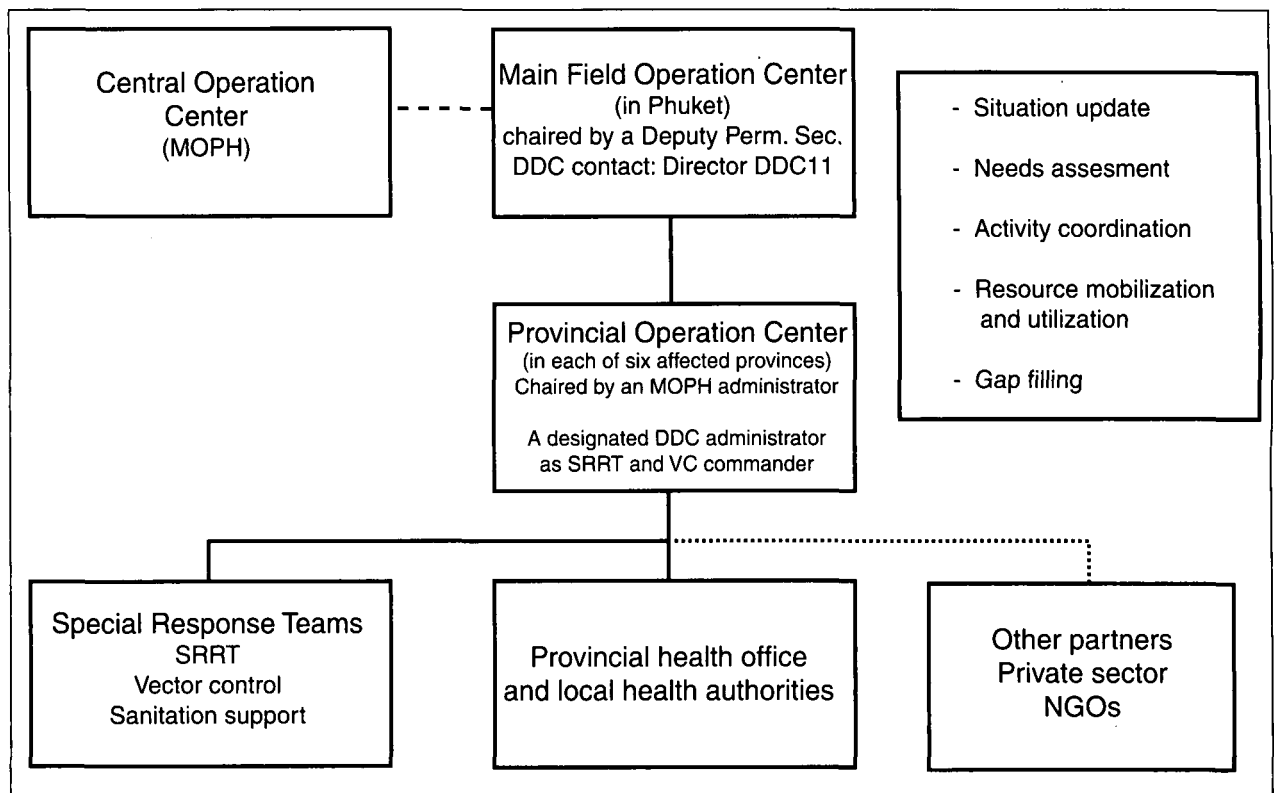 Central Operation
Center
(MOPH)
Main Field Operation Center
(in Phuket)
chaired by a Deputy Perm. Sec.
DDC contact: Director DDC11
- Situation update
- Needs assesment
- Activity coordination
- Resource mobilization
and utilization
- Gap filling
Provincial Operation Center
(in each of six affected provinces)
Chaired by an MOPH administrator
A designated DDC administrator
as SRRT and VC commander
Special Response Teams
SRRT
Vector control
Sanitation support
Provincial health office
and local health authorities
Other partners
Private sector
NGOs